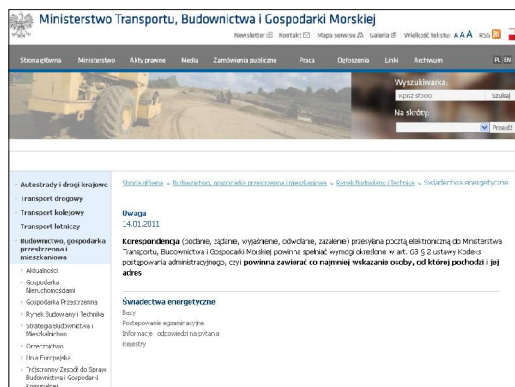 Ministerstwo Transportu, Budownictwa i Gospodarki Morskiej
Newsletter Kontakt Mapa serwisu Galeria Wielkość tekstu: A A A RSS
Strona główna Ministerstwo Akty prawne Media Zamówienia publiczne Praca Ogłoszenia Linki Archiwum PL EN
Wyszukiwarka:
wpisz słowo Szukaj
Na skróty:
Przejdź
Autostrady i drogi krajowe
Transport drogowy
Transport kolejowy
Transport lotniczy
Budownictwo, gospodarka
przestrzenna i
mieszkaniowa
Aktualności
Gospodarka
Nieruchomościami
Gospodarka Przestrzenna
Rynek Budowlany i Technika
Strategia Budownictwa i
Mieszkalnictwa
Orzecznictwo
Unia Europejska
Trójstronny Zespół do Spraw
Budownictwa i Gospodarki
Komunalnej
Strona główna » Budownictwo, gospodarka przestrzenna i mieszkaniowa » Rynek Budowlany i Technika » Świadectwa energetyczne
Uwaga
14.01.2011
Korespondencja (podanie, żądanie, wyjaśnienie, odwołanie, zażalenie) przesyłana pocztą elektroniczną do Ministerstwa
Transportu, Budownictwa i Gospodarki Morskiej powinna spełniać wymogi określone w art. 63 § 2 ustawy Kodeks
postępowania administracyjnego, czyli powinna zawierać co najmniej wskazanie osoby, od której pochodzi i jej
adres
Świadectwa energetyczne
Bazy
Postępowanie egzaminacyjne
Informacje odpowiedzi na pytania
Rejestry